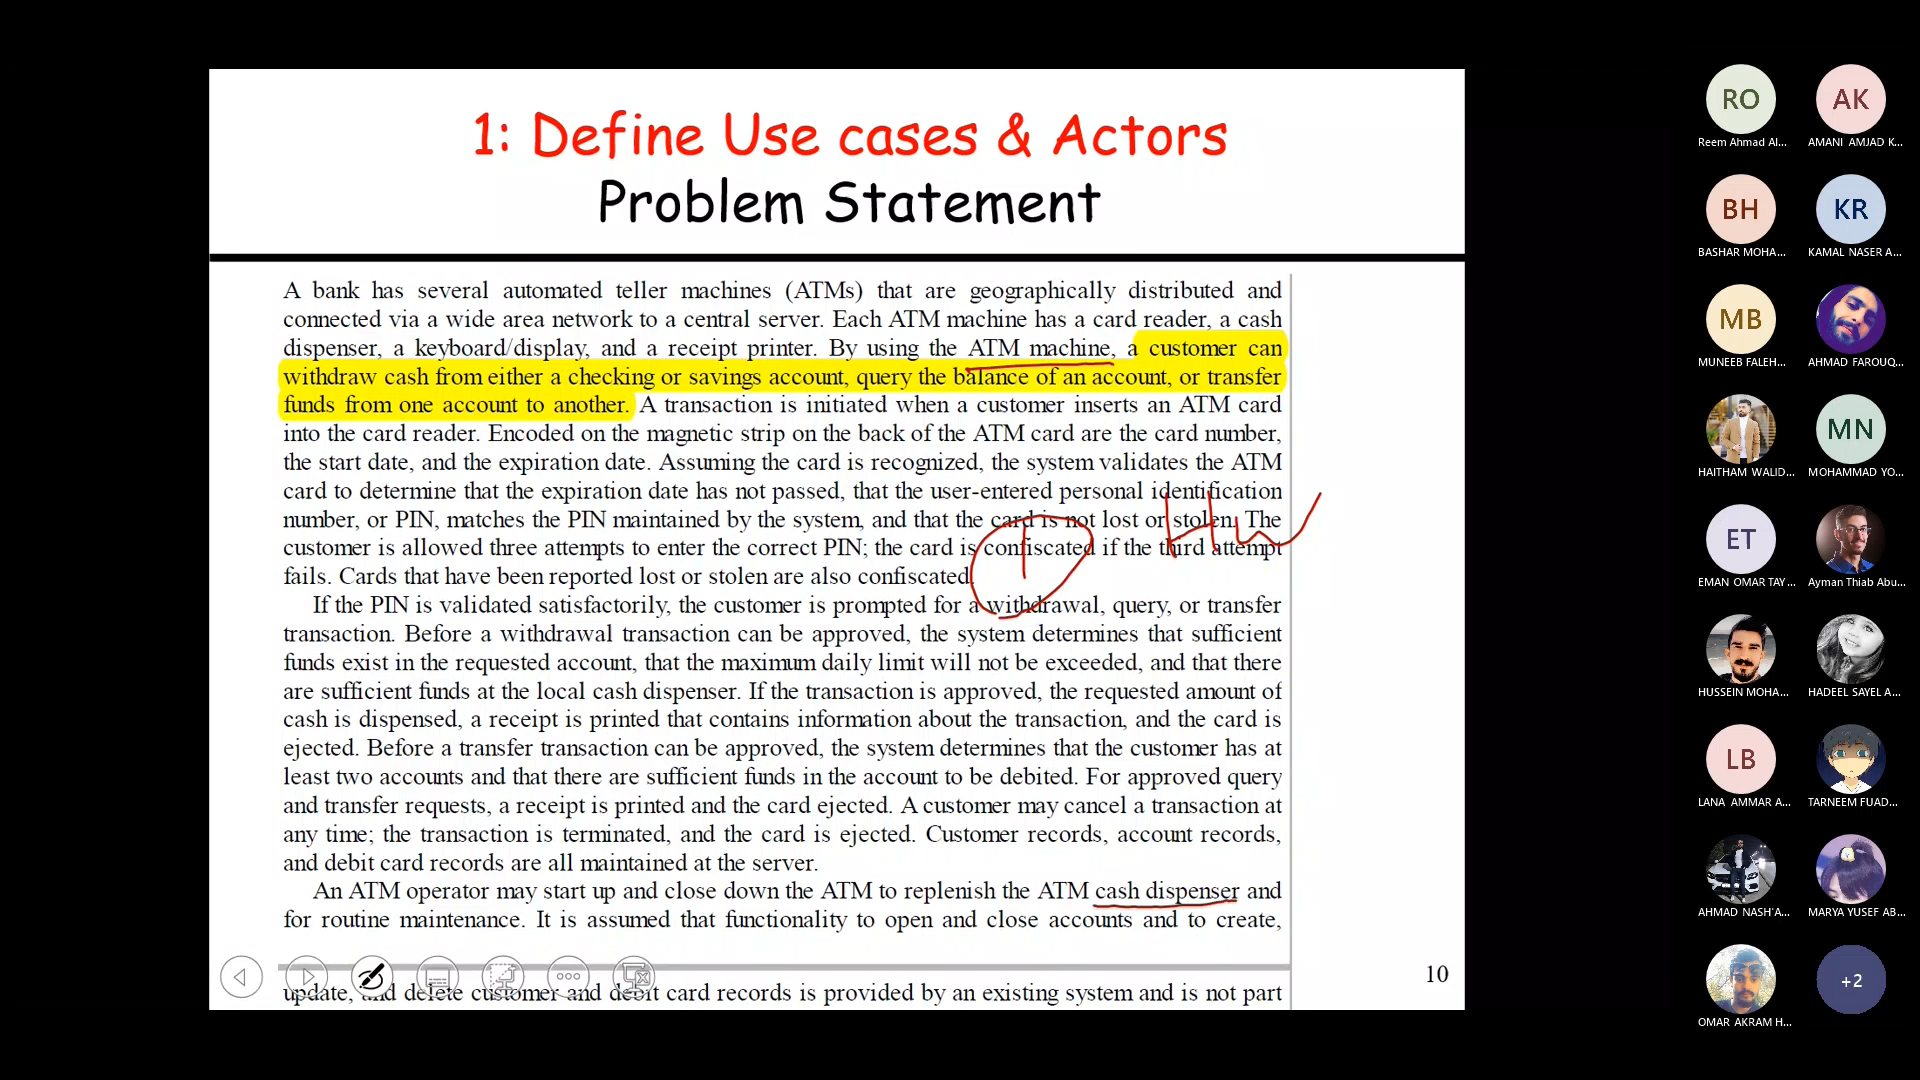 1: Define Use cases & Actors
Problem Statement
A bank has several automated teller machines (ATMs) that are geographically distributed and
connected via a wide area network to a central server. Each ATM machine has a card reader, a cash
dispenser, a keyboard/display, and a receipt printer. By using the ATM machine, a customer can
withdraw cash from either a checking or savings account, query the balance of an account, or transfer
funds from one account to another. A transaction is initiated when a customer inserts an ATM card
into the card reader. Encoded on the magnetic strip on the back of the ATM card are the card number,
the start date, and the expiration date. Assuming the card is recognized, the system validates the ATM
card to determine that the expiration date has not passed, that the user-entered personal identification
number, or PIN, matches the PIN maintained by the system, and that the card is not lost or stolen. The
customer is allowed three attempts to enter the correct PIN; the card is confiscated if the third attempt
fails. Cards that have been reported lost or stolen are also confiscated.
1 HW
If the PIN is validated satisfactorily, the customer is prompted for a withdrawal, query, or transfer
transaction. Before a withdrawal transaction can be approved, the system determines that sufficient
funds exist in the requested account, that the maximum daily limit will not be exceeded, and that there
are sufficient funds at the local cash dispenser. If the transaction is approved, the requested amount of
cash is dispensed, a receipt is printed that contains information about the transaction, and the card is
ejected. Before a transfer transaction can be approved, the system determines that the customer has at
least two accounts and that there are sufficient funds in the account to be debited. For approved query
and transfer requests, a receipt is printed and the card ejected. A customer may cancel a transaction at
any time; the transaction is terminated, and the card is ejected. Customer records, account records,
and debit card records are all maintained at the server.
An ATM operator may start up and close down the ATM to replenish the ATM cash dispenser and
for routine maintenance. It is assumed that functionality to open and close accounts and to create,
update, and delete customer and debit card records is provided by an existing system and is not part
10
RO AK
Reem Ahmad Al... AMANI AMJAD K...
BH KR
BASHAR MOHA... KAMAL NASER A...
MB
MUNEEB FALEH... AHMAD FAROUQ...
MN
HAITHAM WALID... MOHAMMAD YO...
ET
EMAN OMAR TAY... Ayman Thiab Abu...
HUSSEIN MOHA... HADEEL SAYEL A...
LB
LANA AMMAR A... TARNEEM FUAD...
AHMAD NASH'A... MARYA YUSEF AB...
+2
OMAR AKRAM H...